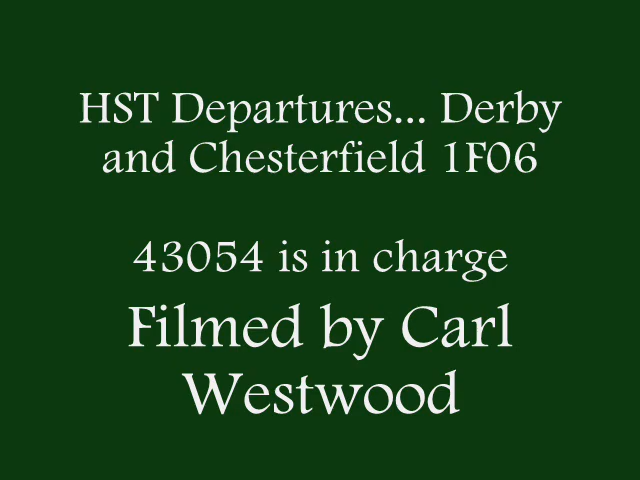 HST Departures... Derby
and Chesterfield 1F06
43054 is in charge
Filmed by Carl
Westwood